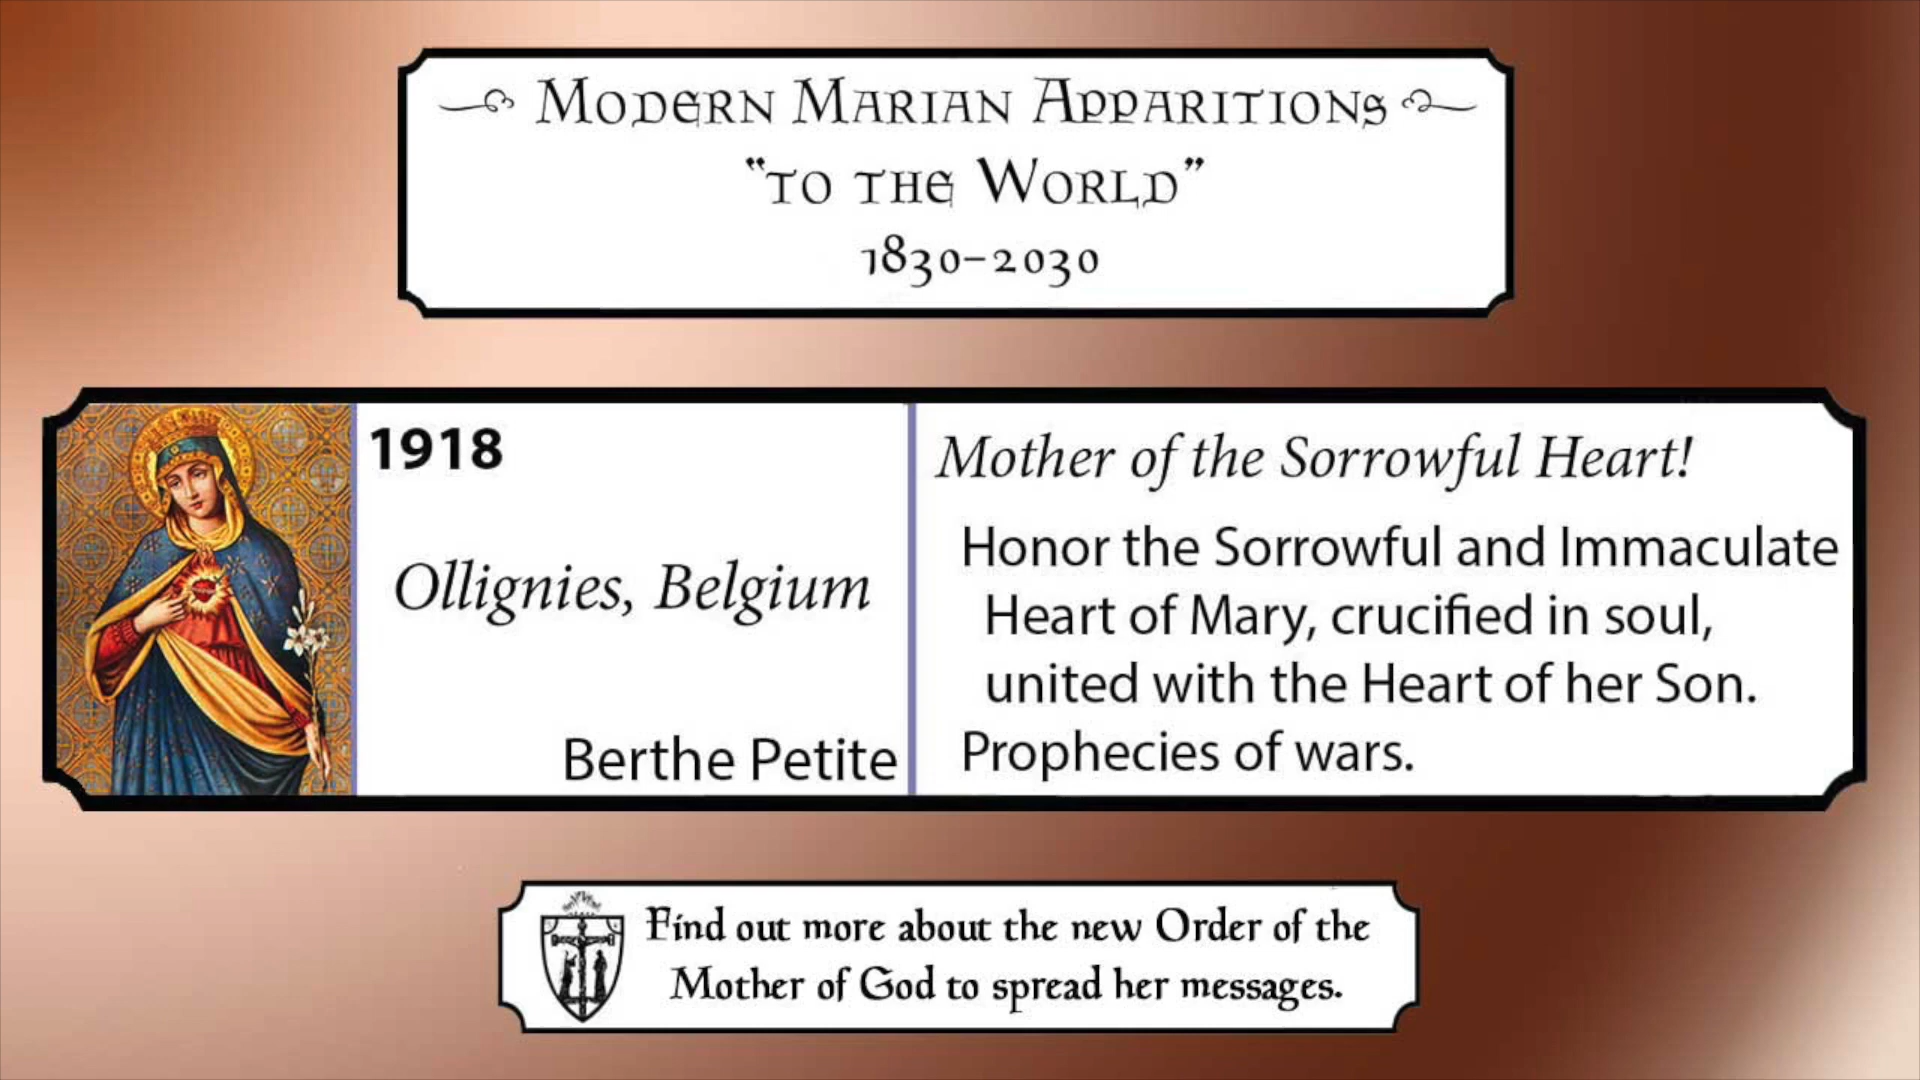 Modern Marian Apparitions
"to the World"
1830–2030
1918
Ollignies, Belgium
Berthe Petite
Mother of the Sorrowful Heart!
Honor the Sorrowful and Immaculate
Heart of Mary, crucified in soul,
united with the Heart of her Son.
Prophecies of wars.
Find out more about the new Order of the
Mother of God to spread her messages.